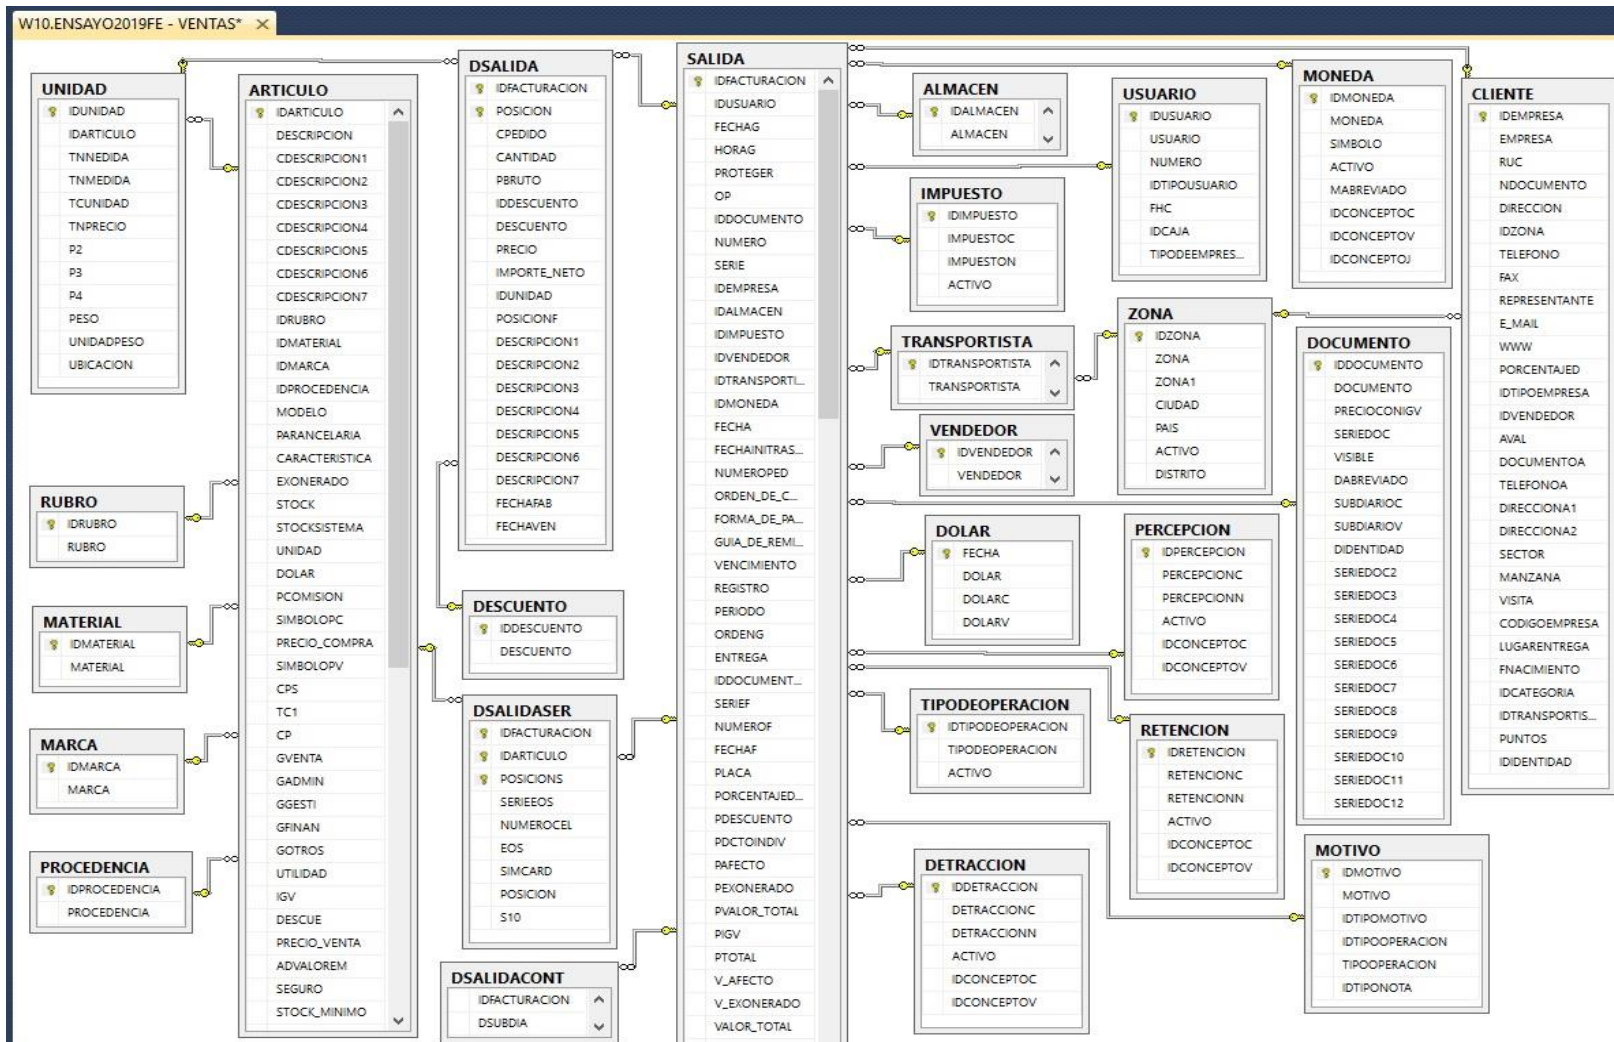 W10.ENSAYO2019FE - VENTAS*
UNIDAD
IDUNIDAD
IDARTICULO
TNNEDIDA
TNMEDIDA
TCUNIDAD
TNPRECIO
P2
P3
P4
PESO
UNIDADPESO
UBICACION
RUBRO
IDRUBRO
RUBRO
MATERIAL
IDMATERIAL
MATERIAL
MARCA
IDMARCA
MARCA
PROCEDENCIA
IDPROCEDENCIA
PROCEDENCIA
ARTICULO
IDARTICULO
DESCRIPCION
CDESCRIPCION1
CDESCRIPCION2
CDESCRIPCION3
CDESCRIPCION4
CDESCRIPCION5
CDESCRIPCION6
CDESCRIPCION7
IDRUBRO
IDMATERIAL
IDMARCA
IDPROCEDENCIA
MODELO
PARANCELARIA
CARACTERISTICA
EXONERADO
STOCK
STOCKSISTEMA
UNIDAD
DOLAR
PCOMISION
SIMBOLOPC
PRECIO_COMPRA
SIMBOLOPV
CPS
TC1
CP
GVENTA
GADMIN
GGESTI
GFINAN
GOTROS
UTILIDAD
IGV
DESCUE
PRECIO_VENTA
ADVALOREM
SEGURO
STOCK_MINIMO
DSALIDA
IDFACTURACION
POSICION
CPEDIDO
CANTIDAD
PBRUTO
IDDESCUENTO
DESCUENTO
PRECIO
IMPORTE_NETO
IDUNIDAD
POSICIONF
DESCRIPCION1
DESCRIPCION2
DESCRIPCION3
DESCRIPCION4
DESCRIPCION5
DESCRIPCION6
DESCRIPCION7
FECHAFAB
FECHAVEN
DESCUENTO
IDDESCUENTO
DESCUENTO
DSALIDASER
IDFACTURACION
IDARTICULO
POSICIONS
SERIEEOS
NUMEROCEL
EOS
SIMCARD
POSICION
S10
DSALIDACONT
IDFACTURACION
DSUBDIA
SALIDA
IDFACTURACION
IDUSUARIO
FECHAG
HORAG
PROTEGER
OP
IDDOCUMENTO
NUMERO
SERIE
IDEMPRESA
IDALMACEN
IDIMPUESTO
IDVENDEDOR
IDTRANSPORTI...
IDMONEDA
FECHA
FECHAINITRAS...
NUMEROPED
ORDEN_DE_C...
FORMA_DE_PA...
GUIA_DE_REMI...
VENCIMIENTO
REGISTRO
PERIODO
ORDENG
ENTREGA
IDDOCUMENT...
SERIEF
NUMEROF
FECHAF
PLACA
PORCENTAJED...
PDESCUENTO
PDCTOINDIV
PAFECTO
PEXONERADO
PVALOR_TOTAL
PIGV
PTOTAL
V_AFECTO
V_EXONERADO
VALOR_TOTAL
ALMACEN
IDALMACEN
ALMACEN
IMPUESTO
IDIMPUESTO
IMPUESTOC
IMPUESTON
ACTIVO
TRANSPORTISTA
IDTRANSPORTISTA
TRANSPORTISTA
VENDEDOR
IDVENDEDOR
VENDEDOR
DOLAR
FECHA
DOLAR
DOLARC
DOLARV
TIPODEOPERACION
IDTIPODEOPERACION
TIPODEOPERACION
ACTIVO
DETRACCION
IDDETRACCION
DETRACCIONC
DETRACCIONN
ACTIVO
IDCONCEPTOC
IDCONCEPTOV
USUARIO
IDUSUARIO
USUARIO
NUMERO
IDTIPOUSUARIO
FHC
IDCAJA
TIPODEEMPRES...
ZONA
IDZONA
ZONA
ZONA1
CIUDAD
PAIS
ACTIVO
DISTRITO
PERCEPCION
IDPERCEPCION
PERCEPCIONC
PERCEPCIONN
ACTIVO
IDCONCEPTOC
IDCONCEPTOV
RETENCION
IDRETENCION
RETENCIONC
RETENCIONN
ACTIVO
IDCONCEPTOC
IDCONCEPTOV
MONEDA
IDMONEDA
MONEDA
SIMBOLO
ACTIVO
MABREVIADO
IDCONCEPTOC
IDCONCEPTOV
IDCONCEPTOJ
DOCUMENTO
IDDOCUMENTO
DOCUMENTO
PRECIOCONIGV
SERIEDOC
VISIBLE
DABREVIADO
SUBDIARIOC
SUBDIARIOV
DIDENTIDAD
SERIEDOC2
SERIEDOC3
SERIEDOC4
SERIEDOC5
SERIEDOC6
SERIEDOC7
SERIEDOC8
SERIEDOC9
SERIEDOC10
SERIEDOC11
SERIEDOC12
MOTIVO
IDMOTIVO
MOTIVO
IDTIPOMOTIVO
IDTIPOOPERACION
TIPOOPERACION
IDTIPONOTA
CLIENTE
IDEMPRESA
EMPRESA
RUC
NDOCUMENTO
DIRECCION
IDZONA
TELEFONO
FAX
REPRESENTANTE
E_MAIL
WWW
PORCENTAJED
IDTIPOEMPRESA
IDVENDEDOR
AVAL
DOCUMENTOA
TELEFONOA
DIRECCIONA1
DIRECCIONA2
SECTOR
MANZANA
VISITA
CODIGOEMPRESA
LUGARENTREGA
FNACIMIENTO
IDCATEGORIA
IDTRANSPORTIS...
PUNTOS
IDIDENTIDAD